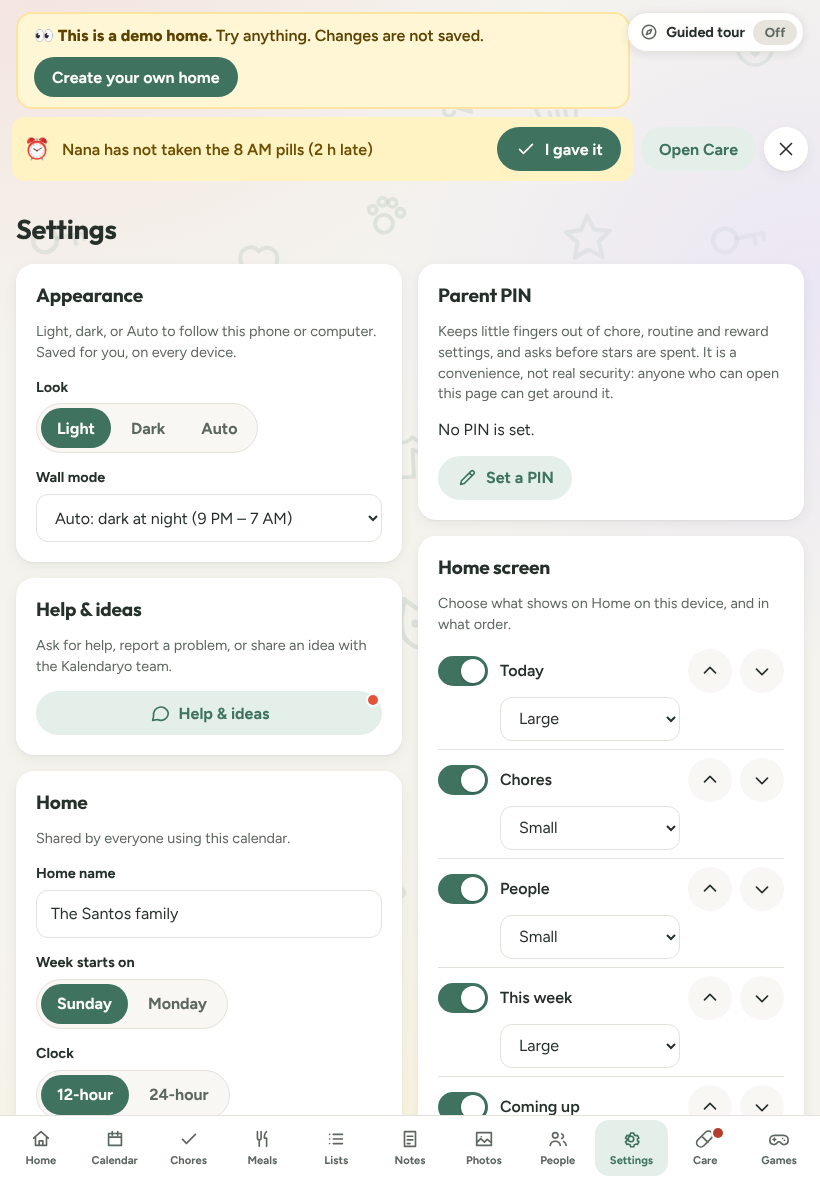 👀 This is a demo home. Try anything. Changes are not saved.
Create your own home
Guided tour Off
⏰ Nana has not taken the 8 AM pills (2 h late)
I gave it
Open Care
Settings
Appearance
Light, dark, or Auto to follow this phone or computer.
Saved for you, on every device.
Look
Light Dark Auto
Wall mode
Auto: dark at night (9 PM – 7 AM)
Help & ideas
Ask for help, report a problem, or share an idea with
the Kalendaryo team.
Help & ideas
Home
Shared by everyone using this calendar.
Home name
The Santos family
Week starts on
Sunday Monday
Clock
12-hour 24-hour
Parent PIN
Keeps little fingers out of chore, routine and reward
settings, and asks before stars are spent. It is a
convenience, not real security: anyone who can open
this page can get around it.
No PIN is set.
Set a PIN
Home screen
Choose what shows on Home on this device, and in
what order.
Today
Large
Chores
Small
People
Small
This week
Large
Coming up
Home Calendar Chores Meals Lists Notes Photos People Settings Care Games